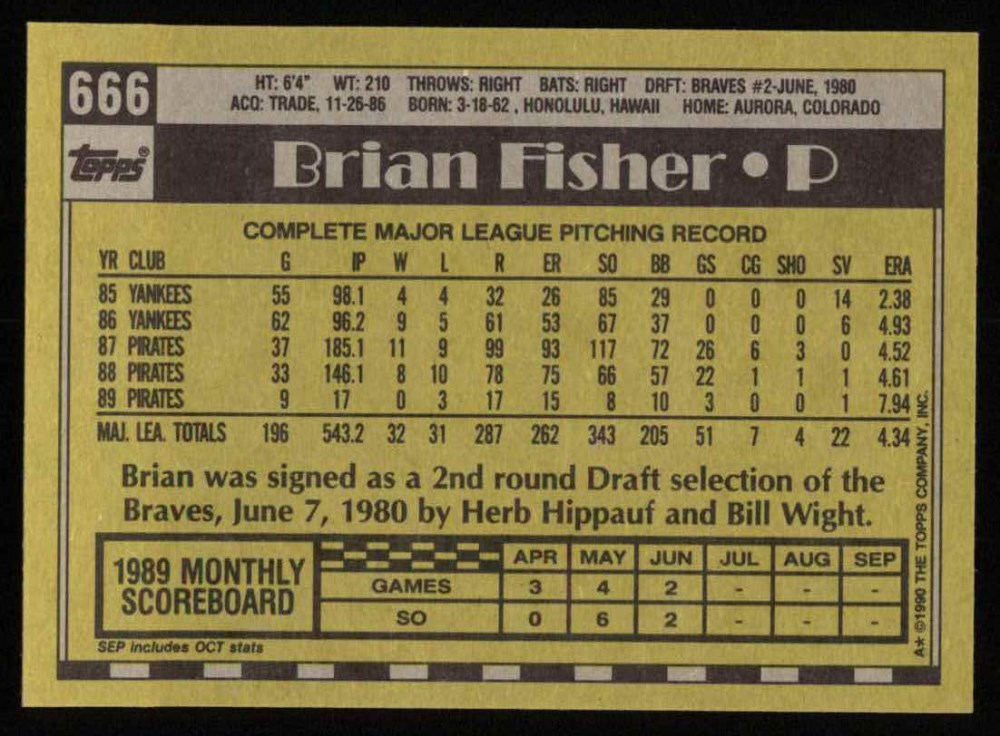 666
HT: 6'4" WT: 210 THROWS: RIGHT BATS: RIGHT DRFT: BRAVES #2-JUNE, 1980
ACQ: TRADE, 11-26-86 BORN: 3-18-62 , HONOLULU, HAWAII HOME: AURORA, COLORADO
topps®
Brian Fisher • P
COMPLETE MAJOR LEAGUE PITCHING RECORD
YR CLUB G IP W L R ER SO BB GS CG SHO SV ERA
85 YANKEES 55 98.1 4 4 32 26 85 29 0 0 0 14 2.38
86 YANKEES 62 96.2 9 5 61 53 67 37 0 0 0 6 4.93
87 PIRATES 37 185.1 11 9 99 93 117 72 26 6 3 0 4.52
88 PIRATES 33 146.1 8 10 78 75 66 57 22 1 1 1 4.61
89 PIRATES 9 17 0 3 17 15 8 10 3 0 0 1 7.94
MAJ. LEA. TOTALS 196 543.2 32 31 287 262 343 205 51 7 4 22 4.34
Brian was signed as a 2nd round Draft selection of the
Braves, June 7, 1980 by Herb Hippauf and Bill Wight.
1989 MONTHLY
SCOREBOARD
APR MAY JUN JUL AUG SEP
GAMES 3 4 2 - - -
SO 0 6 2 - - -
SEP includes OCT stats
A* ©1990 THE TOPPS COMPANY, INC.